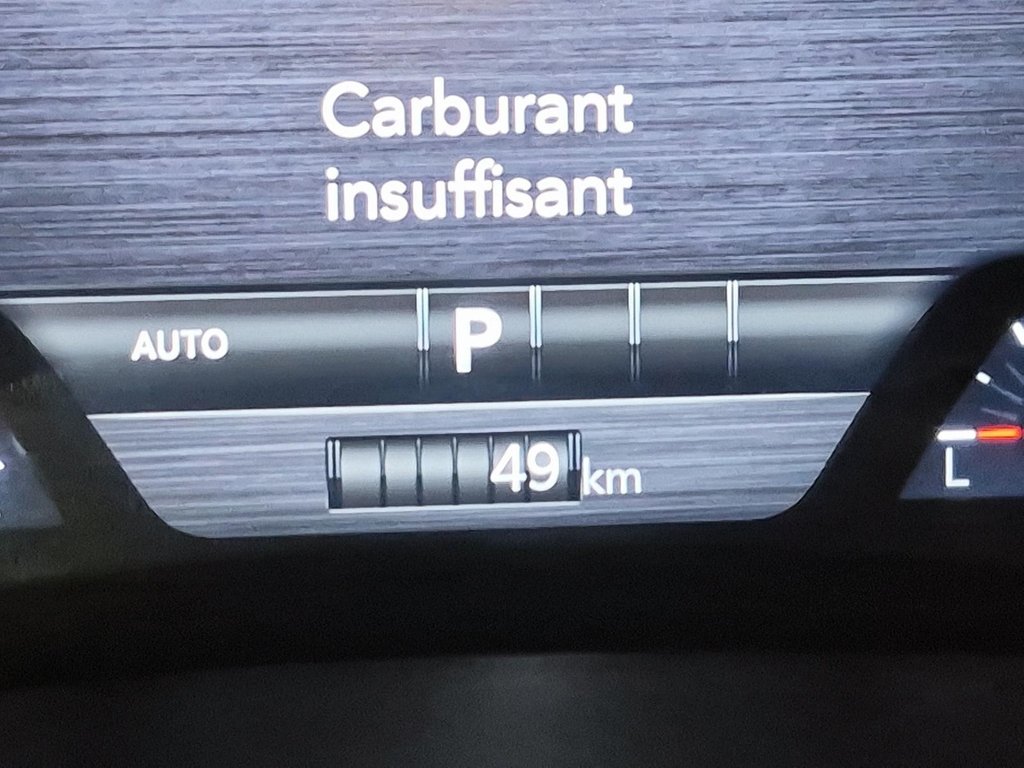 Carburant
insuffisant
AUTO P
49 km
L